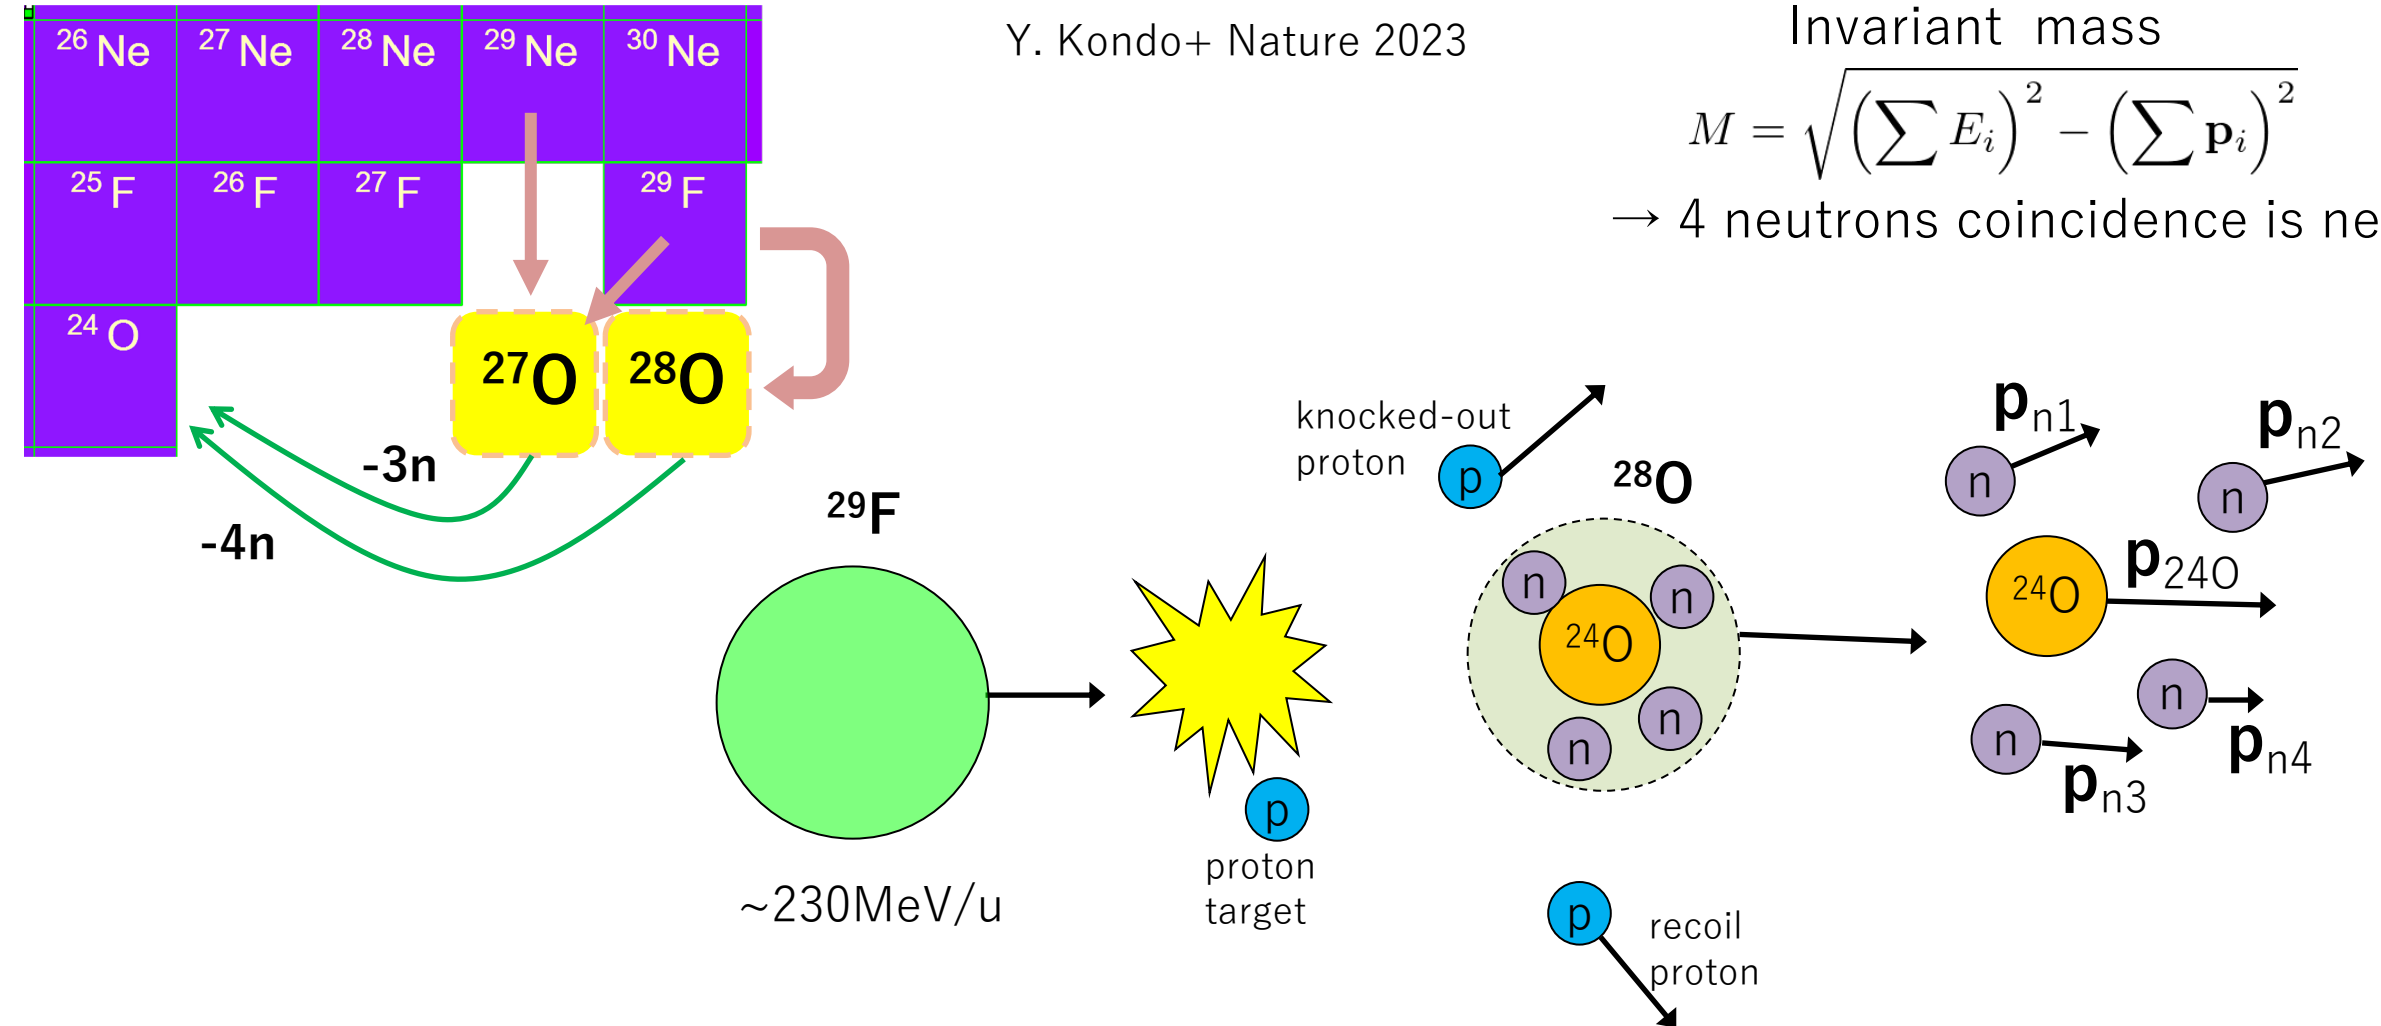 ²⁶Ne ²⁷Ne ²⁸Ne ²⁹Ne ³⁰Ne
²⁵F ²⁶F ²⁷F ²⁹F
²⁴O
²⁷O ²⁸O
-3n
-4n
Y. Kondo+ Nature 2023
Invariant mass
M = √((∑ Eᵢ)² − (∑ 𝐩ᵢ)²)
→ 4 neutrons coincidence is ne
²⁹F
~230MeV/u
p
proton
target
knocked-out
proton
p
²⁸O
n
n
²⁴O
n
n
p
recoil
proton
pn1
n
pn2
n
p24O
²⁴O
n
pn4
n
pn3